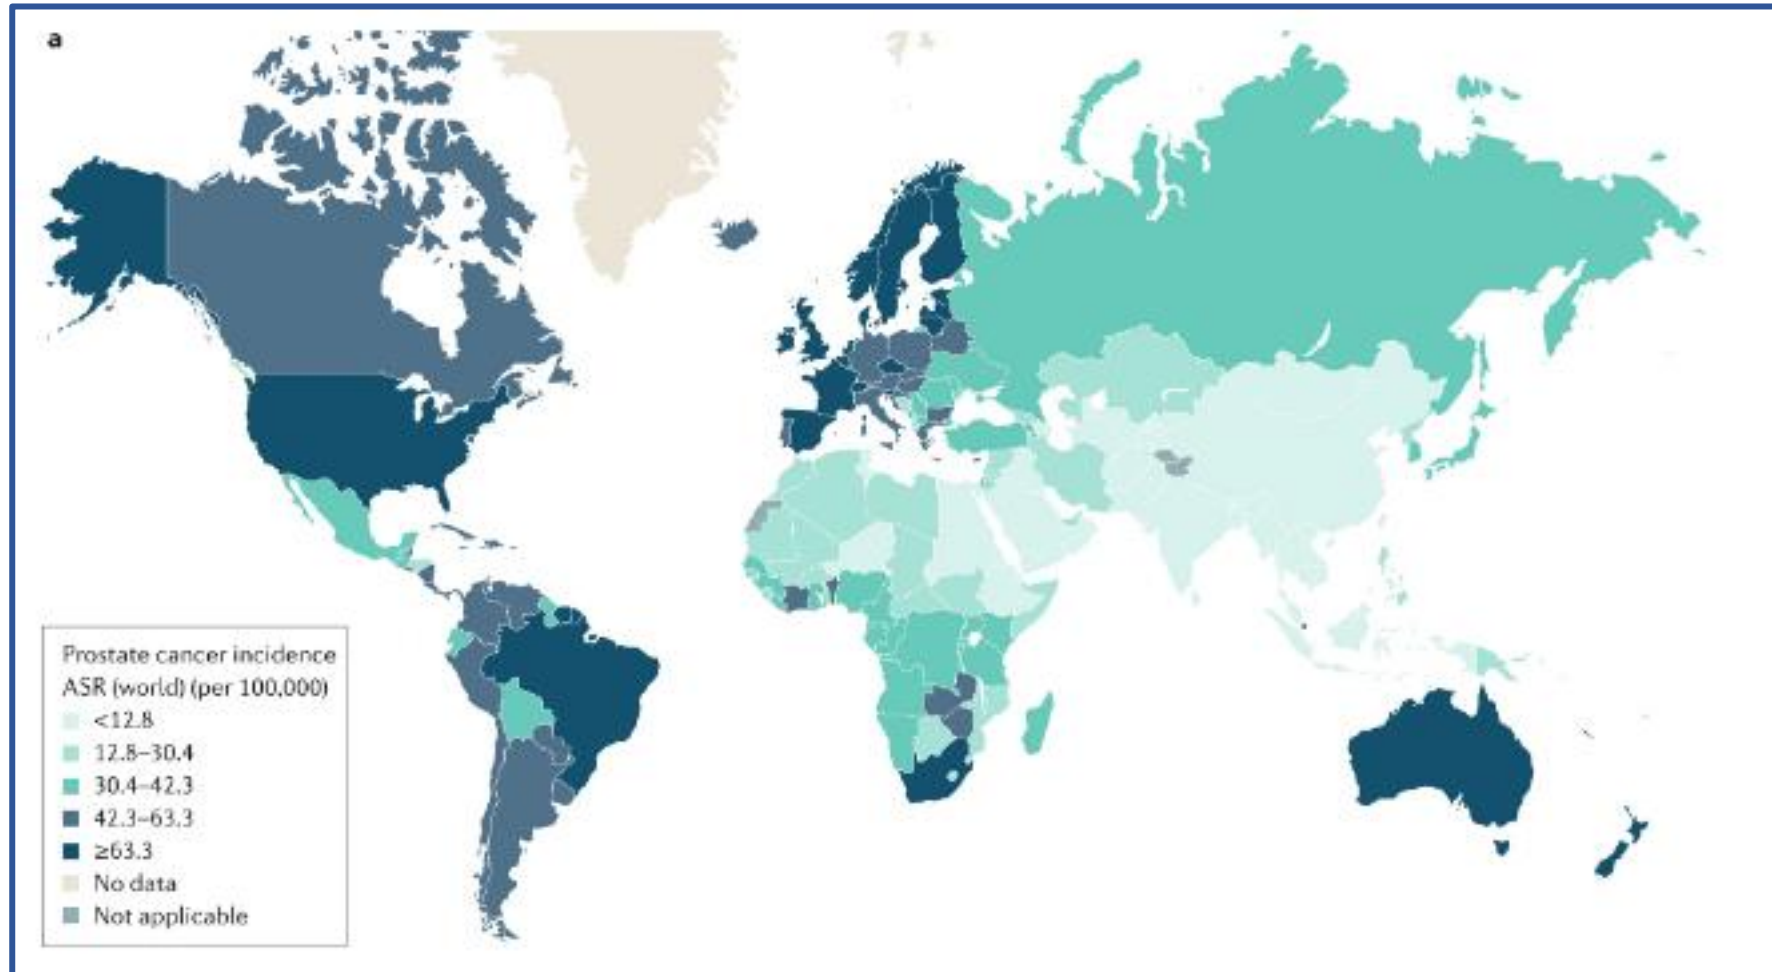 a
Prostate cancer incidence
ASR (world) (per 100,000)
<12.8
12.8–30.4
30.4–42.3
42.3–63.3
≥63.3
No data
Not applicable